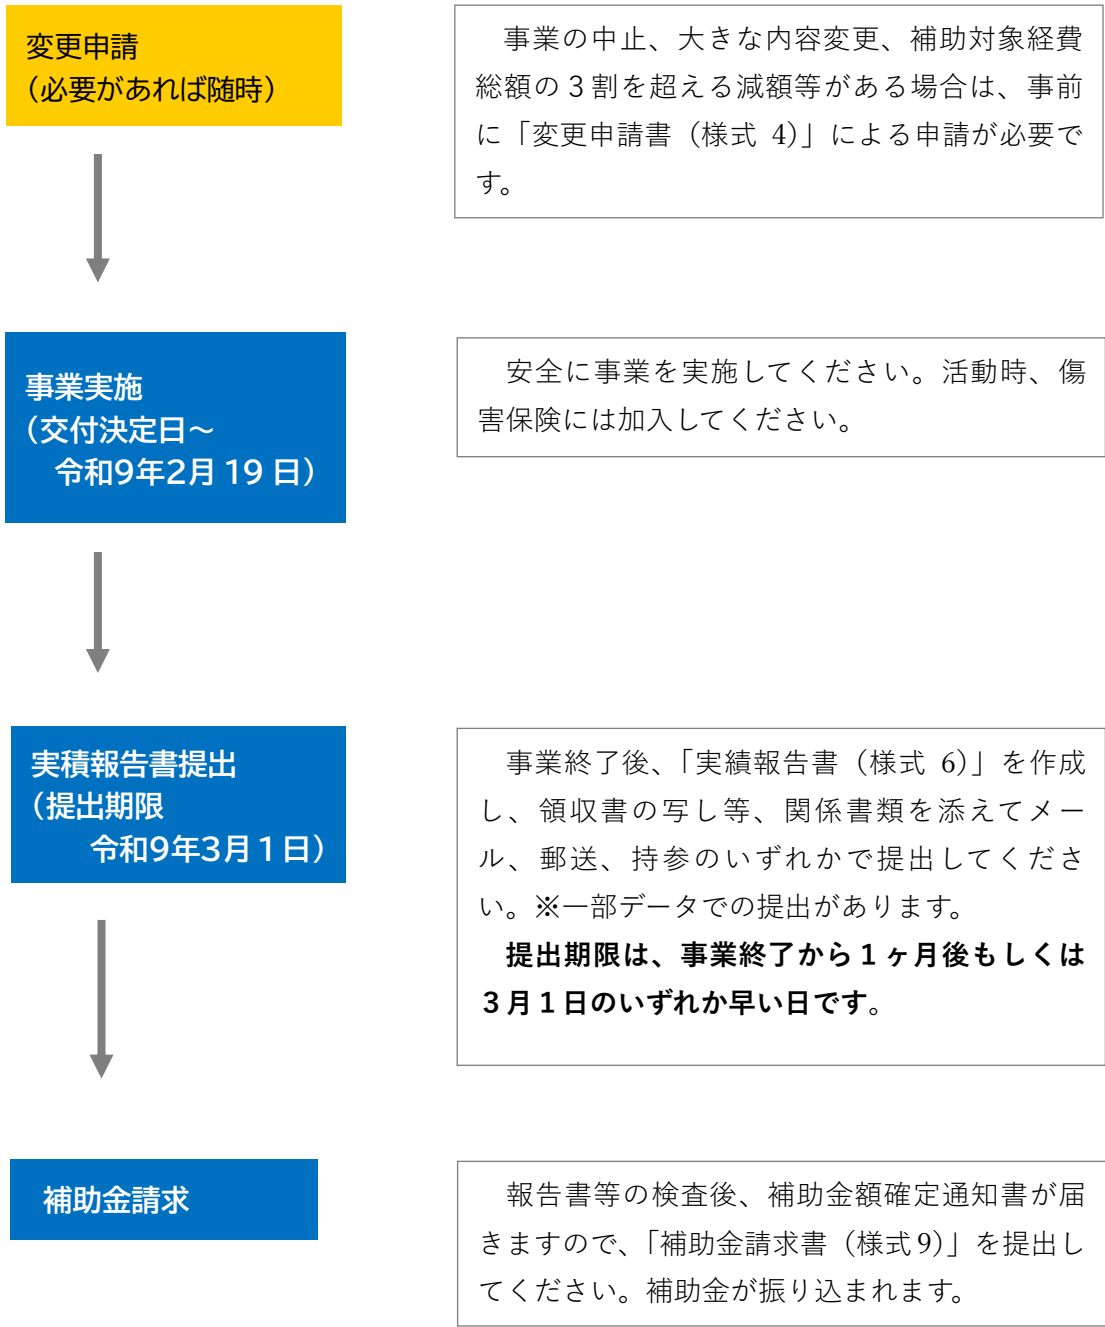 変更申請
（必要があれば随時）
事業の中止、大きな内容変更、補助対象経費
総額の３割を超える減額等がある場合は、事前
に「変更申請書（様式 4）」による申請が必要で
す。
事業実施
（交付決定日～
令和9年2月 19 日）
安全に事業を実施してください。活動時、傷
害保険には加入してください。
実積報告書提出
（提出期限
令和9年3月１日）
事業終了後、「実績報告書（様式 6）」を作成
し、領収書の写し等、関係書類を添えてメー
ル、郵送、持参のいずれかで提出してくださ
い。※一部データでの提出があります。
提出期限は、事業終了から１ヶ月後もしくは
３月１日のいずれか早い日です。
補助金請求
報告書等の検査後、補助金額確定通知書が届
きますので、「補助金請求書（様式 9）」を提出し
てください。補助金が振り込まれます。